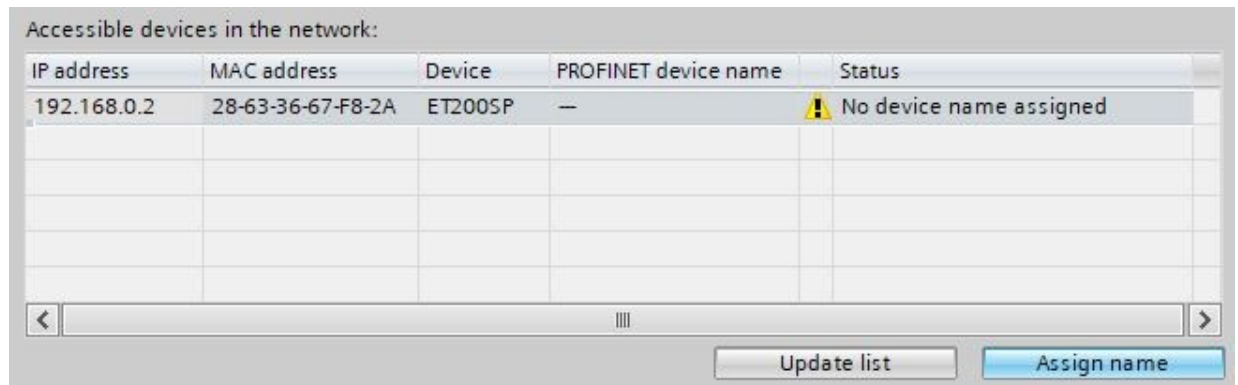 Accessible devices in the network:
IP address MAC address Device PROFINET device name Status
192.168.0.2 28-63-36-67-F8-2A ET200SP — No device name assigned
Update list Assign name